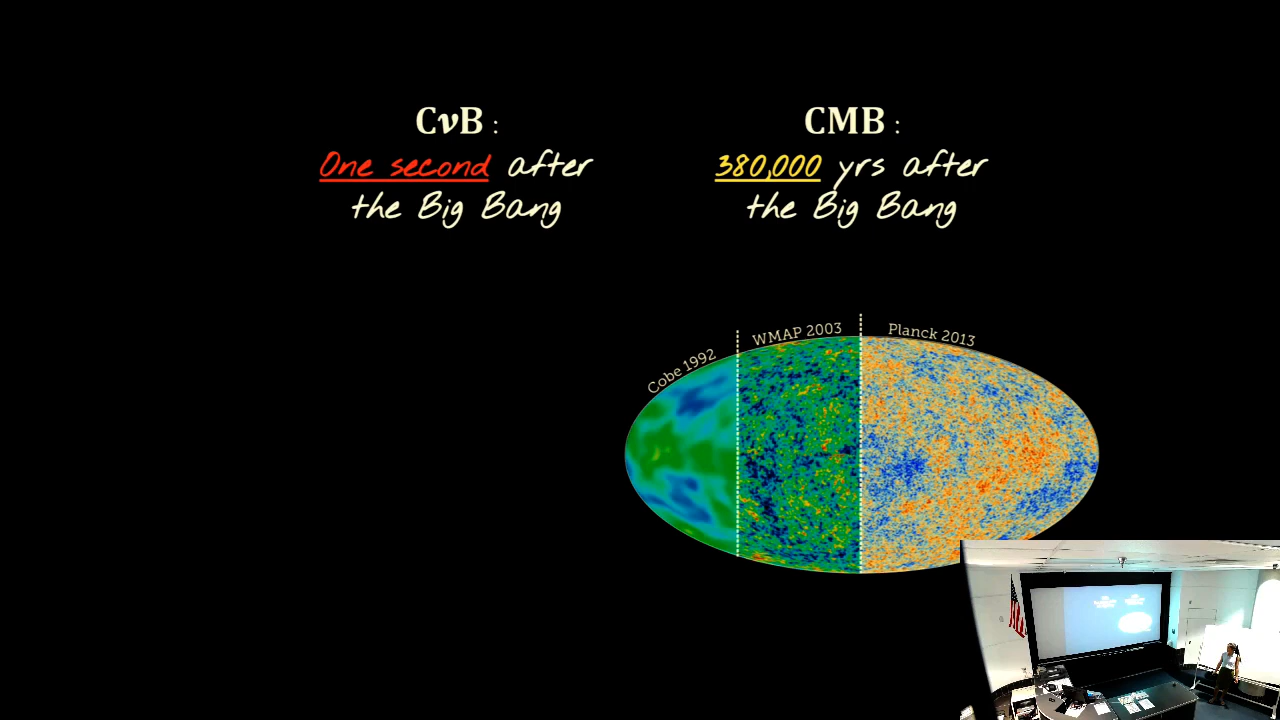 CνB :
One second after
the Big Bang
CMB :
380,000 yrs after
the Big Bang
Cobe 1992
WMAP 2003
Planck 2013